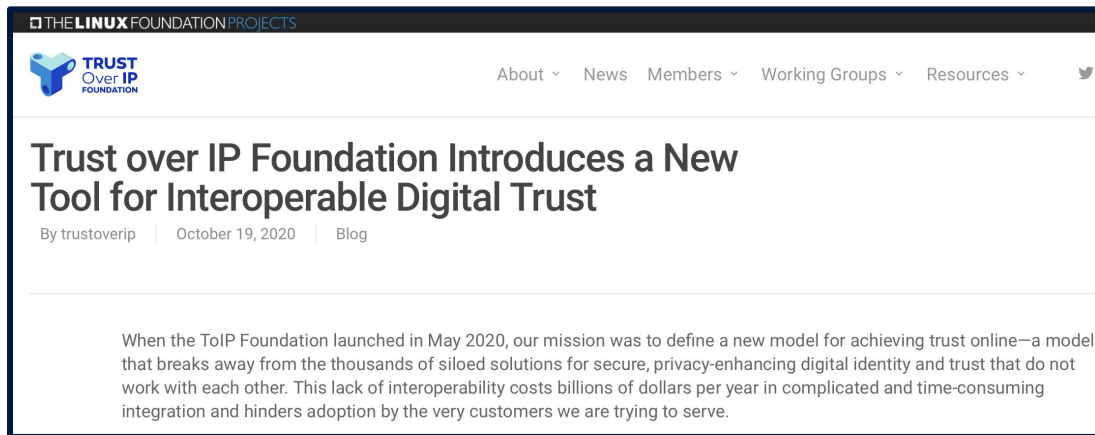 THE LINUX FOUNDATION PROJECTS
TRUST
Over IP
FOUNDATION
About News Members Working Groups Resources
Trust over IP Foundation Introduces a New
Tool for Interoperable Digital Trust
By trustoverip October 19, 2020 Blog
When the ToIP Foundation launched in May 2020, our mission was to define a new model for achieving trust online—a model
that breaks away from the thousands of siloed solutions for secure, privacy-enhancing digital identity and trust that do not
work with each other. This lack of interoperability costs billions of dollars per year in complicated and time-consuming
integration and hinders adoption by the very customers we are trying to serve.